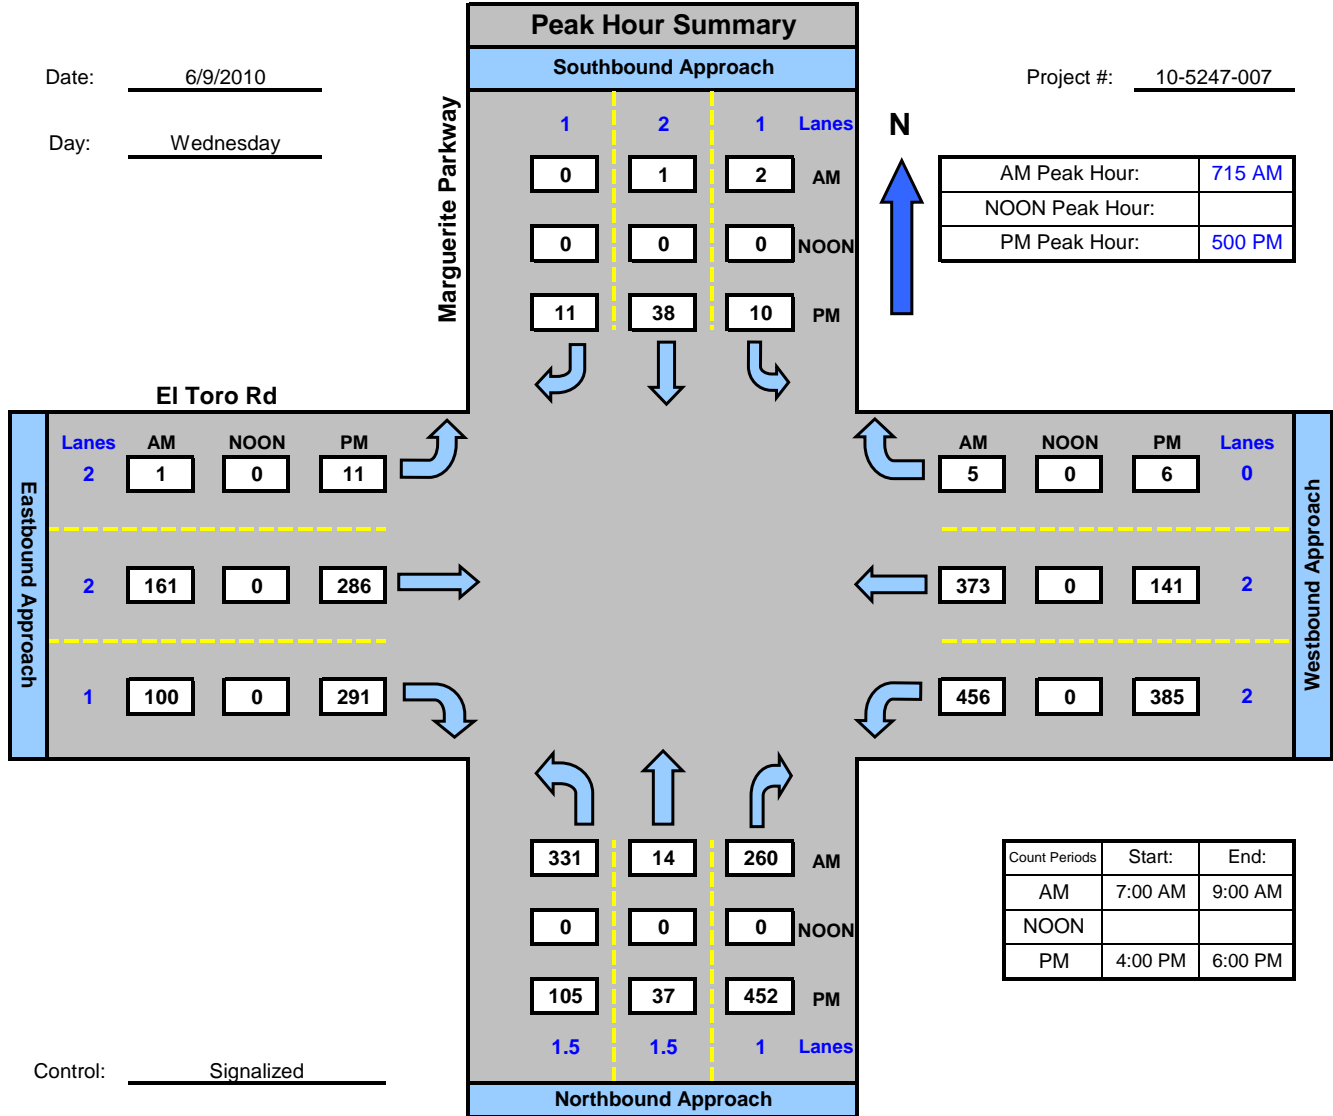 Peak Hour Summary
Southbound Approach
Date: 6/9/2010
Project #: 10-5247-007
Day: Wednesday
Marguerite Parkway
1 2 1 Lanes
0 1 2 AM
0 0 0 NOON
11 38 10 PM
N
AM Peak Hour: 715 AM
NOON Peak Hour:
PM Peak Hour: 500 PM
El Toro Rd
Eastbound Approach
Lanes AM NOON PM
2 1 0 11
2 161 0 286
1 100 0 291
AM NOON PM Lanes
5 0 6 0
373 0 141 2
456 0 385 2
Westbound Approach
331 14 260 AM
0 0 0 NOON
105 37 452 PM
1.5 1.5 1 Lanes
Northbound Approach
Count Periods Start: End:
AM 7:00 AM 9:00 AM
NOON
PM 4:00 PM 6:00 PM
Control: Signalized